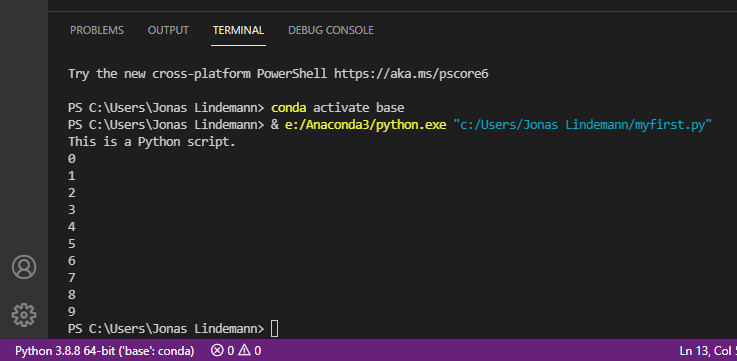 PROBLEMS OUTPUT TERMINAL DEBUG CONSOLE
Try the new cross-platform PowerShell https://aka.ms/pscore6
PS C:\Users\Jonas Lindemann> conda activate base
PS C:\Users\Jonas Lindemann> & e:/Anaconda3/python.exe "c:/Users/Jonas Lindemann/myfirst.py"
This is a Python script.
0
1
2
3
4
5
6
7
8
9
PS C:\Users\Jonas Lindemann>
Python 3.8.8 64-bit ('base': conda) 0 0 Ln 13, Col